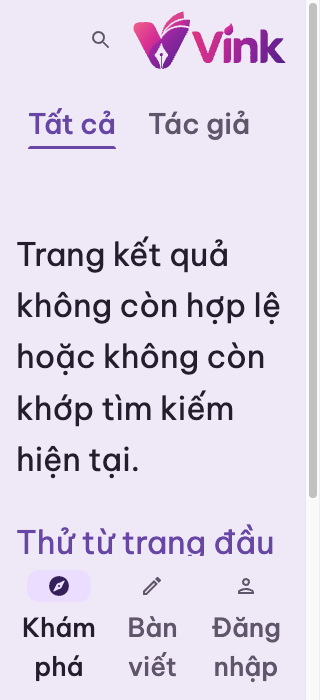 Vink
Tất cả
Tác giả
Trang kết quả
không còn hợp lệ
hoặc không còn
khớp tìm kiếm
hiện tại.
Thử từ trang đầu
Khám
phá
Bàn
viết
Đăng
nhập